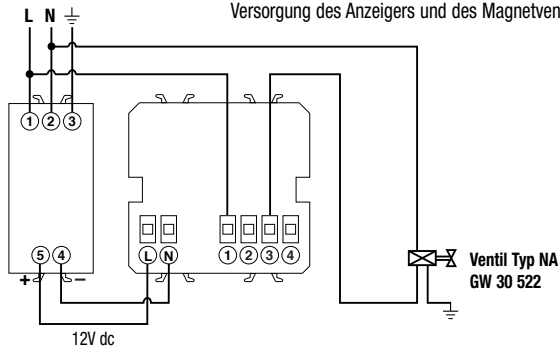 Versorgung des Anzeigers und des Magnetven
L N
1 2 3
5 4
+ −
L N 1 2 3 4
Ventil Typ NA
GW 30 522
12V dc